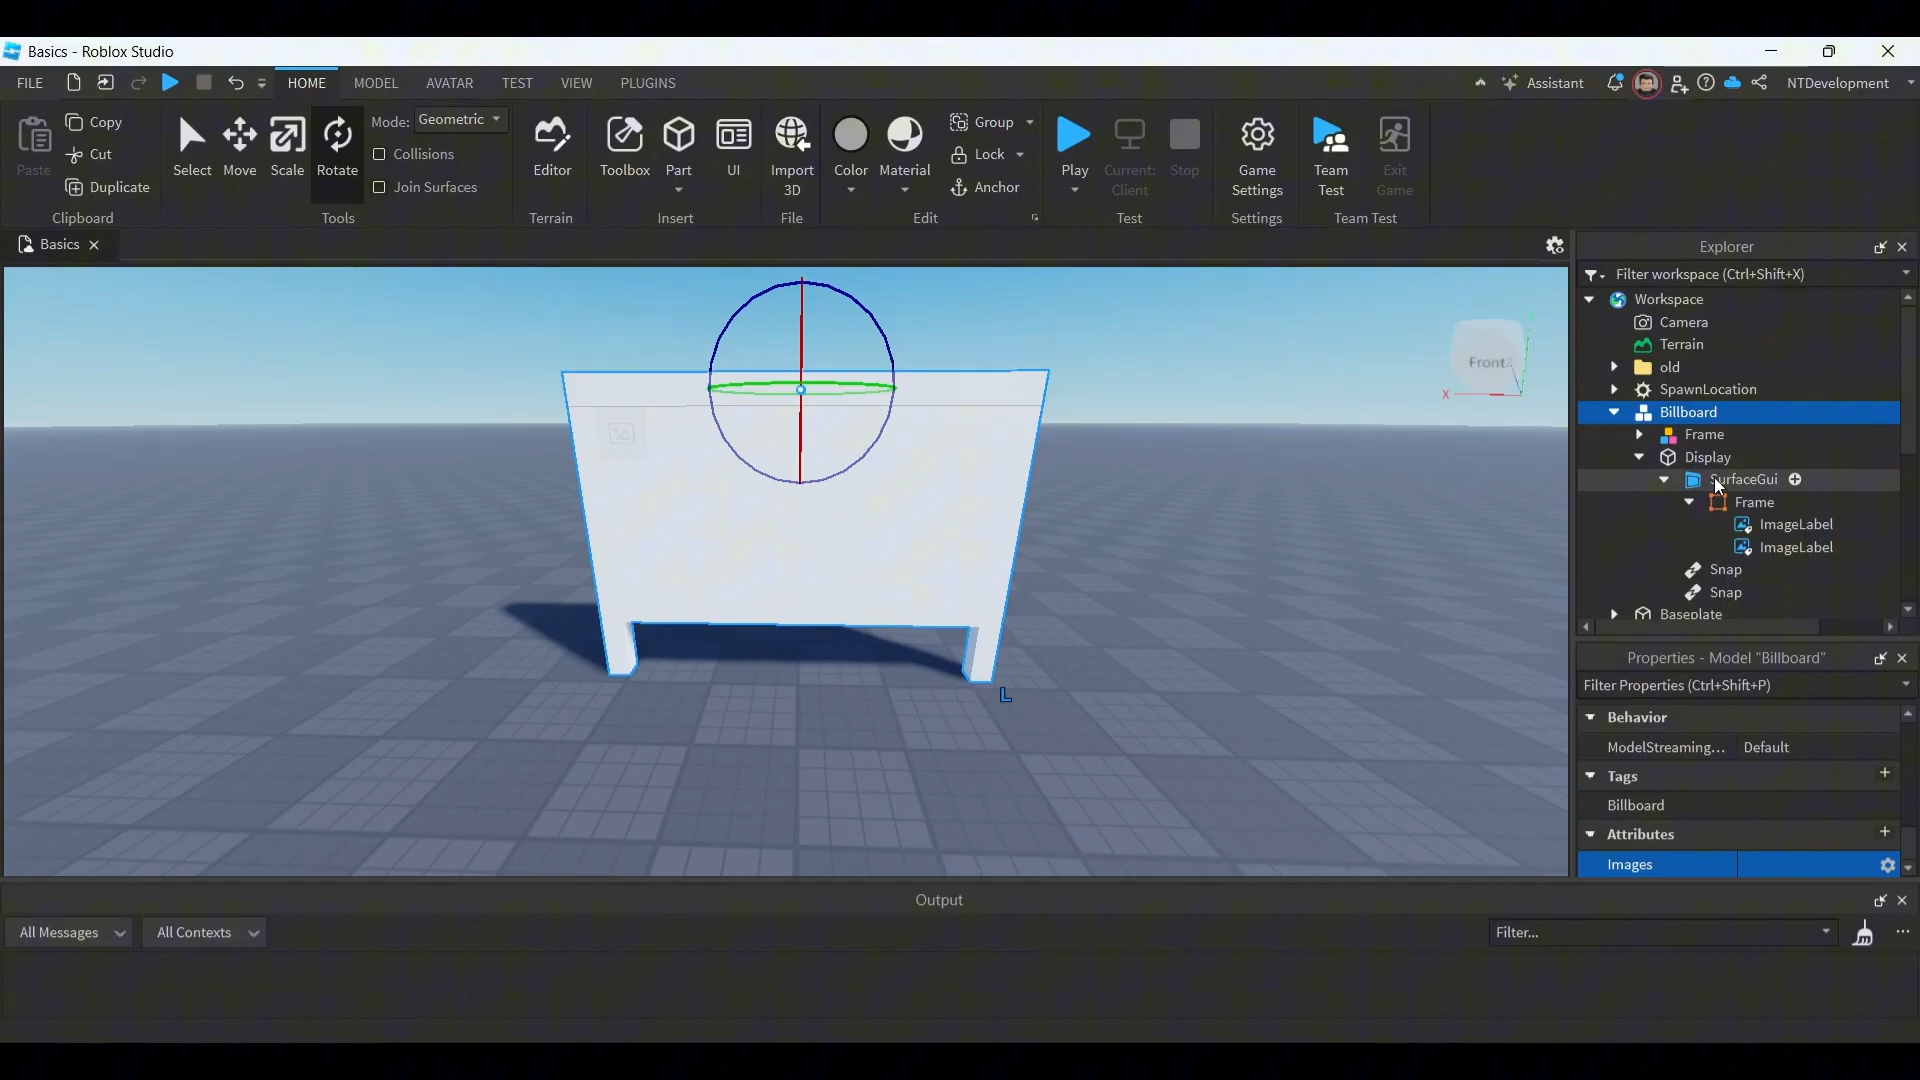 Basics - Roblox Studio
FILE
HOME
MODEL
AVATAR
TEST
VIEW
PLUGINS
Assistant
NTDevelopment
Paste
Copy
Cut
Duplicate
Clipboard
Select
Move
Scale
Rotate
Mode: Geometric
Collisions
Join Surfaces
Tools
Editor
Terrain
Toolbox
Part
UI
Insert
Import
3D
File
Color
Material
Group
Lock
Anchor
Edit
Play
Current:
Client
Stop
Test
Game
Settings
Settings
Team
Test
Exit
Game
Team Test
Basics
Front
Z
X
L
Explorer
Filter workspace (Ctrl+Shift+X)
Workspace
Camera
Terrain
old
SpawnLocation
Billboard
Frame
Display
SurfaceGui
Frame
ImageLabel
ImageLabel
Snap
Snap
Baseplate
Properties - Model "Billboard"
Filter Properties (Ctrl+Shift+P)
Behavior
ModelStreaming... Default
Tags
Billboard
Attributes
Images
Output
All Messages
All Contexts
Filter...